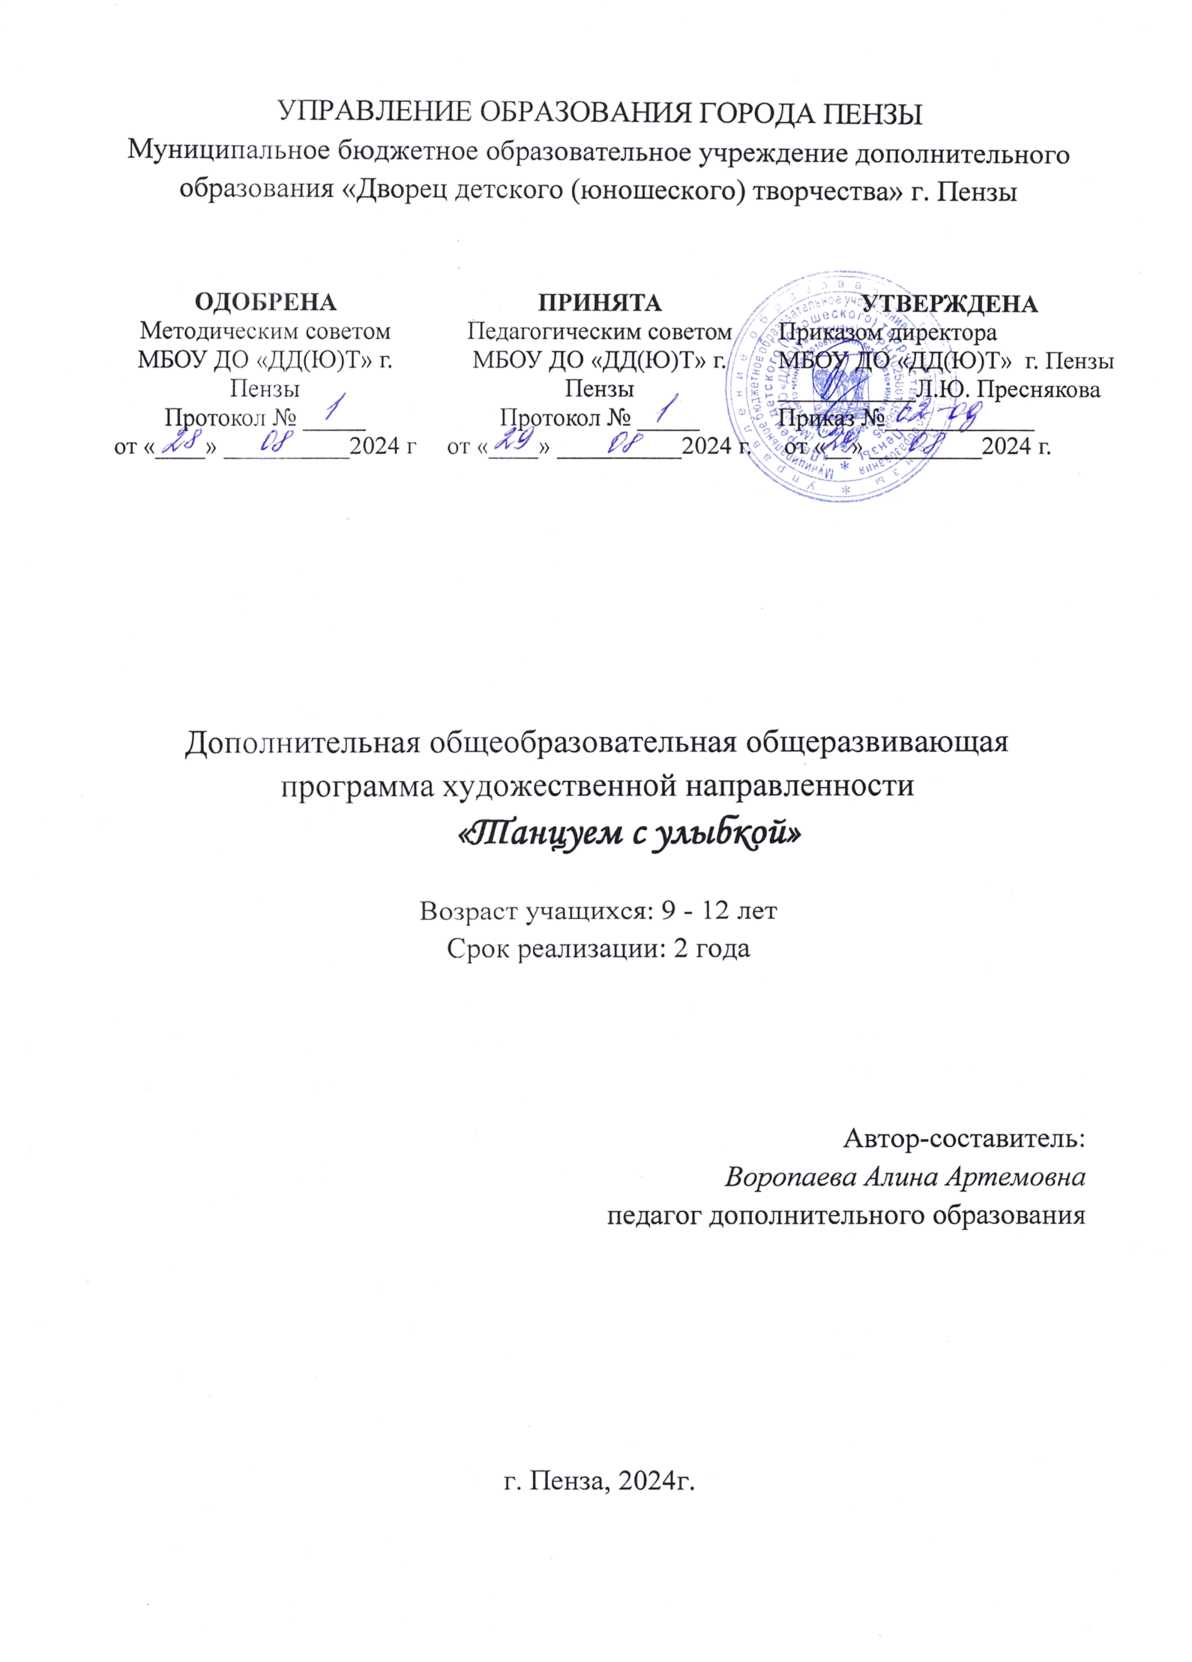 УПРАВЛЕНИЕ ОБРАЗОВАНИЯ ГОРОДА ПЕНЗЫ
Муниципальное бюджетное образовательное учреждение дополнительного
образования «Дворец детского (юношеского) творчества» г. Пензы
ОДОБРЕНА
Методическим советом
МБОУ ДО «ДД(Ю)Т» г.
Пензы
Протокол № 1
от «28» 08 2024 г
ПРИНЯТА
Педагогическим советом
МБОУ ДО «ДД(Ю)Т» г.
Пензы
Протокол № 1
от «29» 08 2024 г.
УТВЕРЖДЕНА
Приказом директора
МБОУ ДО «ДД(Ю)Т» г. Пензы
Л.Ю. Преснякова
Приказ № 02-09
от «29» 08 2024 г.
Дополнительная общеобразовательная общеразвивающая
программа художественной направленности
«Танцуем с улыбкой»
Возраст учащихся: 9 - 12 лет
Срок реализации: 2 года
Автор-составитель:
Воропаева Алина Артемовна
педагог дополнительного образования
г. Пенза, 2024г.